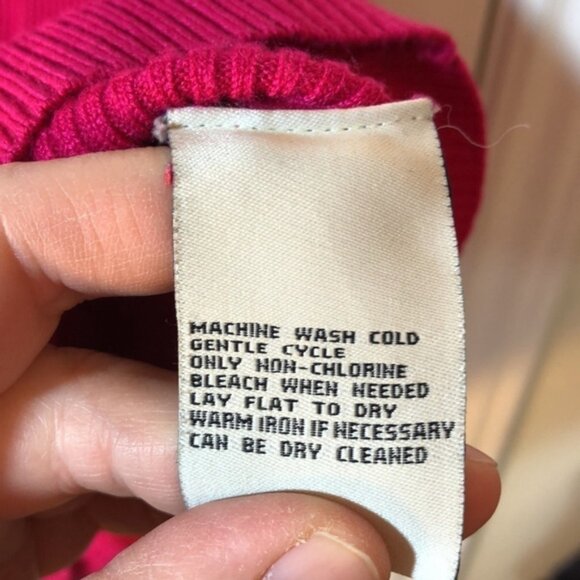 MACHINE WASH COLD
GENTLE CYCLE
ONLY NON-CHLORINE
BLEACH WHEN NEEDED
LAY FLAT TO DRY
WARM IRON IF NECESSARY
CAN BE DRY CLEANED